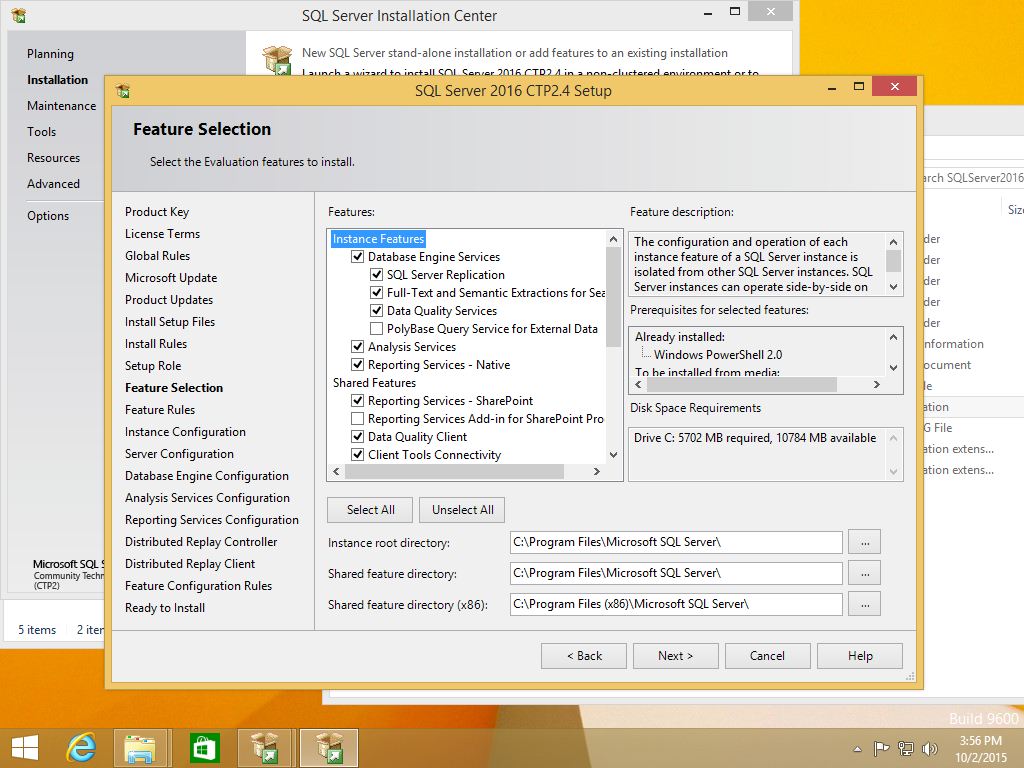 SQL Server Installation Center
Planning
Installation
Maintenance
Tools
Resources
Advanced
Options
New SQL Server stand-alone installation or add features to an existing installation
Launch a wizard to install SQL Server 2016 CTP2.4 in a non-clustered environment or to
Microsoft SQL S
Community Techn
(CTP2)
5 items 2 iter
SQL Server 2016 CTP2.4 Setup
Feature Selection
Select the Evaluation features to install.
Product Key
License Terms
Global Rules
Microsoft Update
Product Updates
Install Setup Files
Install Rules
Setup Role
Feature Selection
Feature Rules
Instance Configuration
Server Configuration
Database Engine Configuration
Analysis Services Configuration
Reporting Services Configuration
Distributed Replay Controller
Distributed Replay Client
Feature Configuration Rules
Ready to Install
Features:
Instance Features
Database Engine Services
SQL Server Replication
Full-Text and Semantic Extractions for Sea
Data Quality Services
PolyBase Query Service for External Data
Analysis Services
Reporting Services - Native
Shared Features
Reporting Services - SharePoint
Reporting Services Add-in for SharePoint Pro
Data Quality Client
Client Tools Connectivity
Feature description:
The configuration and operation of each
instance feature of a SQL Server instance is
isolated from other SQL Server instances. SQL
Server instances can operate side-by-side on
Prerequisites for selected features:
Already installed:
Windows PowerShell 2.0
To be installed from media:
Disk Space Requirements
Drive C: 5702 MB required, 10784 MB available
Select All
Unselect All
Instance root directory: C:\Program Files\Microsoft SQL Server\ ...
Shared feature directory: C:\Program Files\Microsoft SQL Server\ ...
Shared feature directory (x86): C:\Program Files (x86)\Microsoft SQL Server\ ...
< Back
Next >
Cancel
Help
arch SQLServer2016
Size
der
der
der
der
der
nformation
ocument
le
ation
G File
ation extens...
ation extens...
Build 9600
3:56 PM
10/2/2015